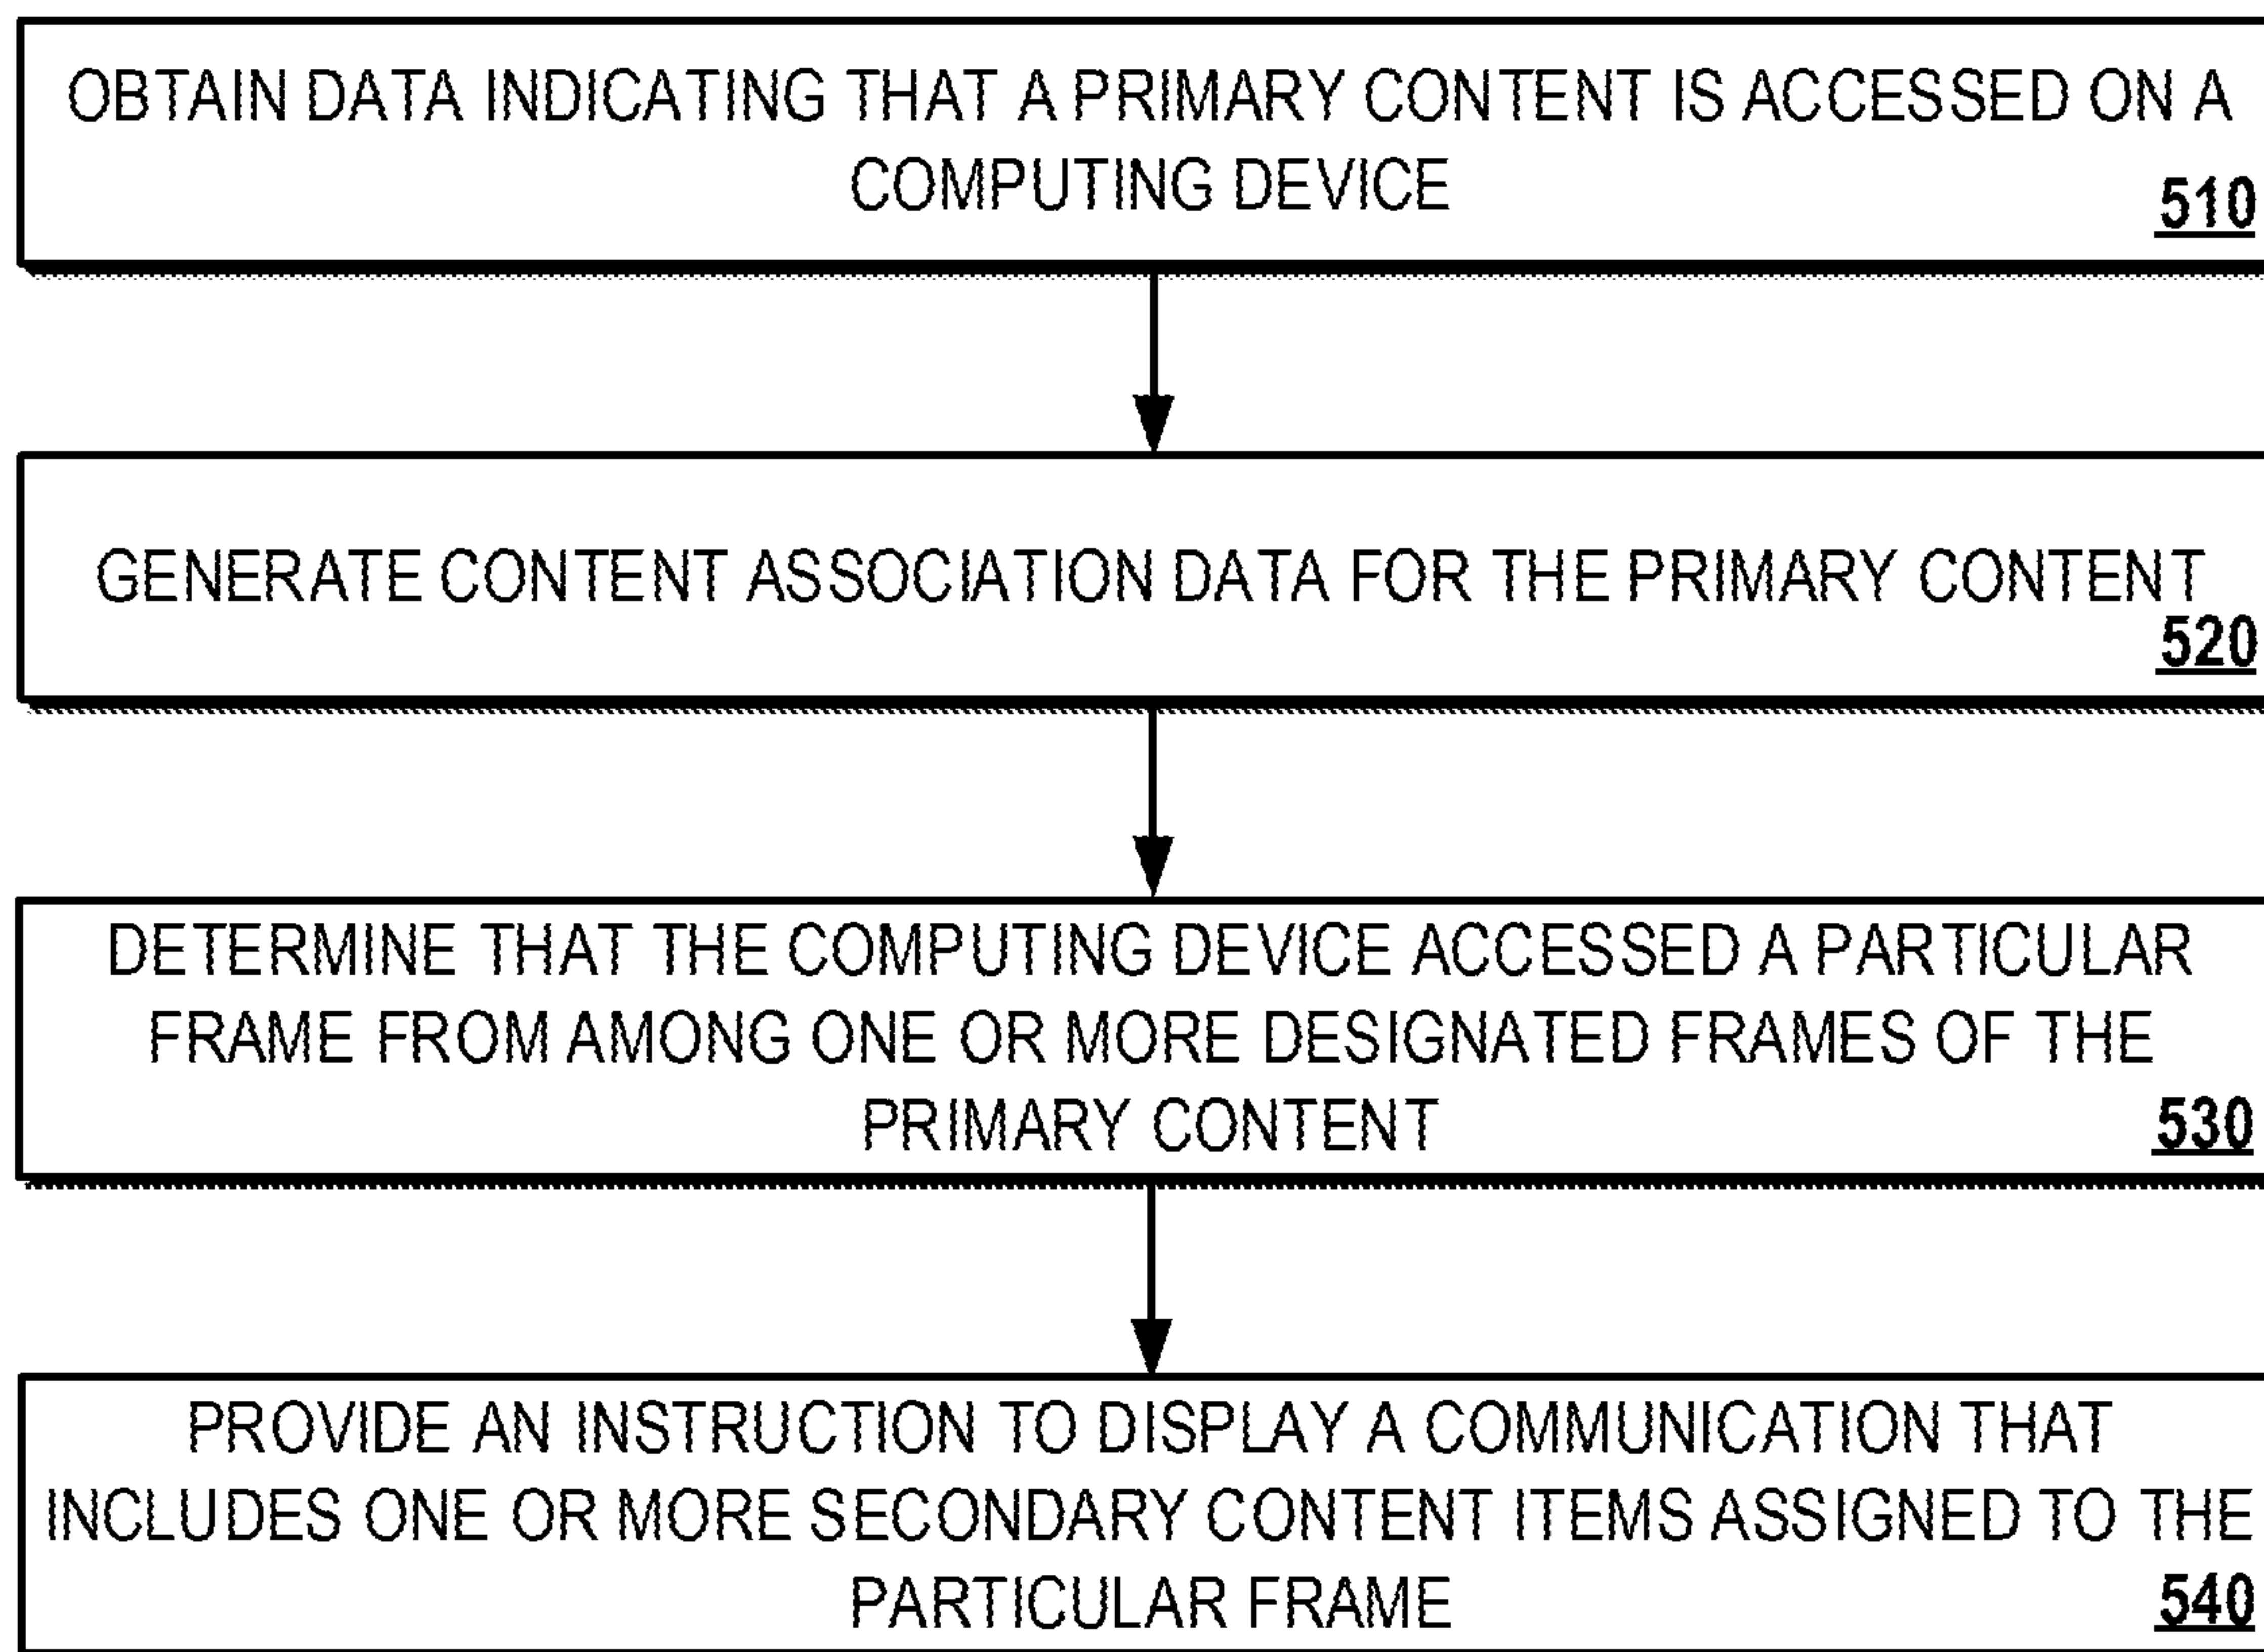 OBTAIN DATA INDICATING THAT A PRIMARY CONTENT IS ACCESSED ON A
COMPUTING DEVICE
510
GENERATE CONTENT ASSOCIATION DATA FOR THE PRIMARY CONTENT
520
DETERMINE THAT THE COMPUTING DEVICE ACCESSED A PARTICULAR
FRAME FROM AMONG ONE OR MORE DESIGNATED FRAMES OF THE
PRIMARY CONTENT
530
PROVIDE AN INSTRUCTION TO DISPLAY A COMMUNICATION THAT
INCLUDES ONE OR MORE SECONDARY CONTENT ITEMS ASSIGNED TO THE
PARTICULAR FRAME
540